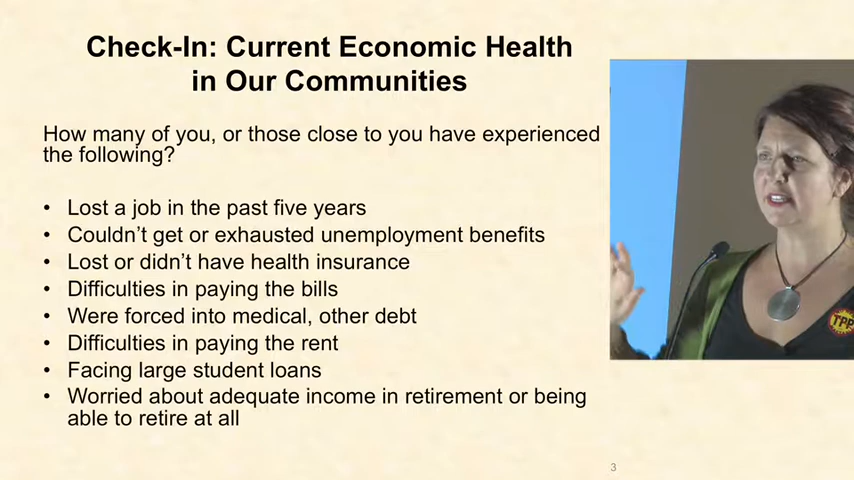 Check-In: Current Economic Health
in Our Communities
How many of you, or those close to you have experienced
the following?
• Lost a job in the past five years
• Couldn’t get or exhausted unemployment benefits
• Lost or didn’t have health insurance
• Difficulties in paying the bills
• Were forced into medical, other debt
• Difficulties in paying the rent
• Facing large student loans
• Worried about adequate income in retirement or being
able to retire at all
TPP
3